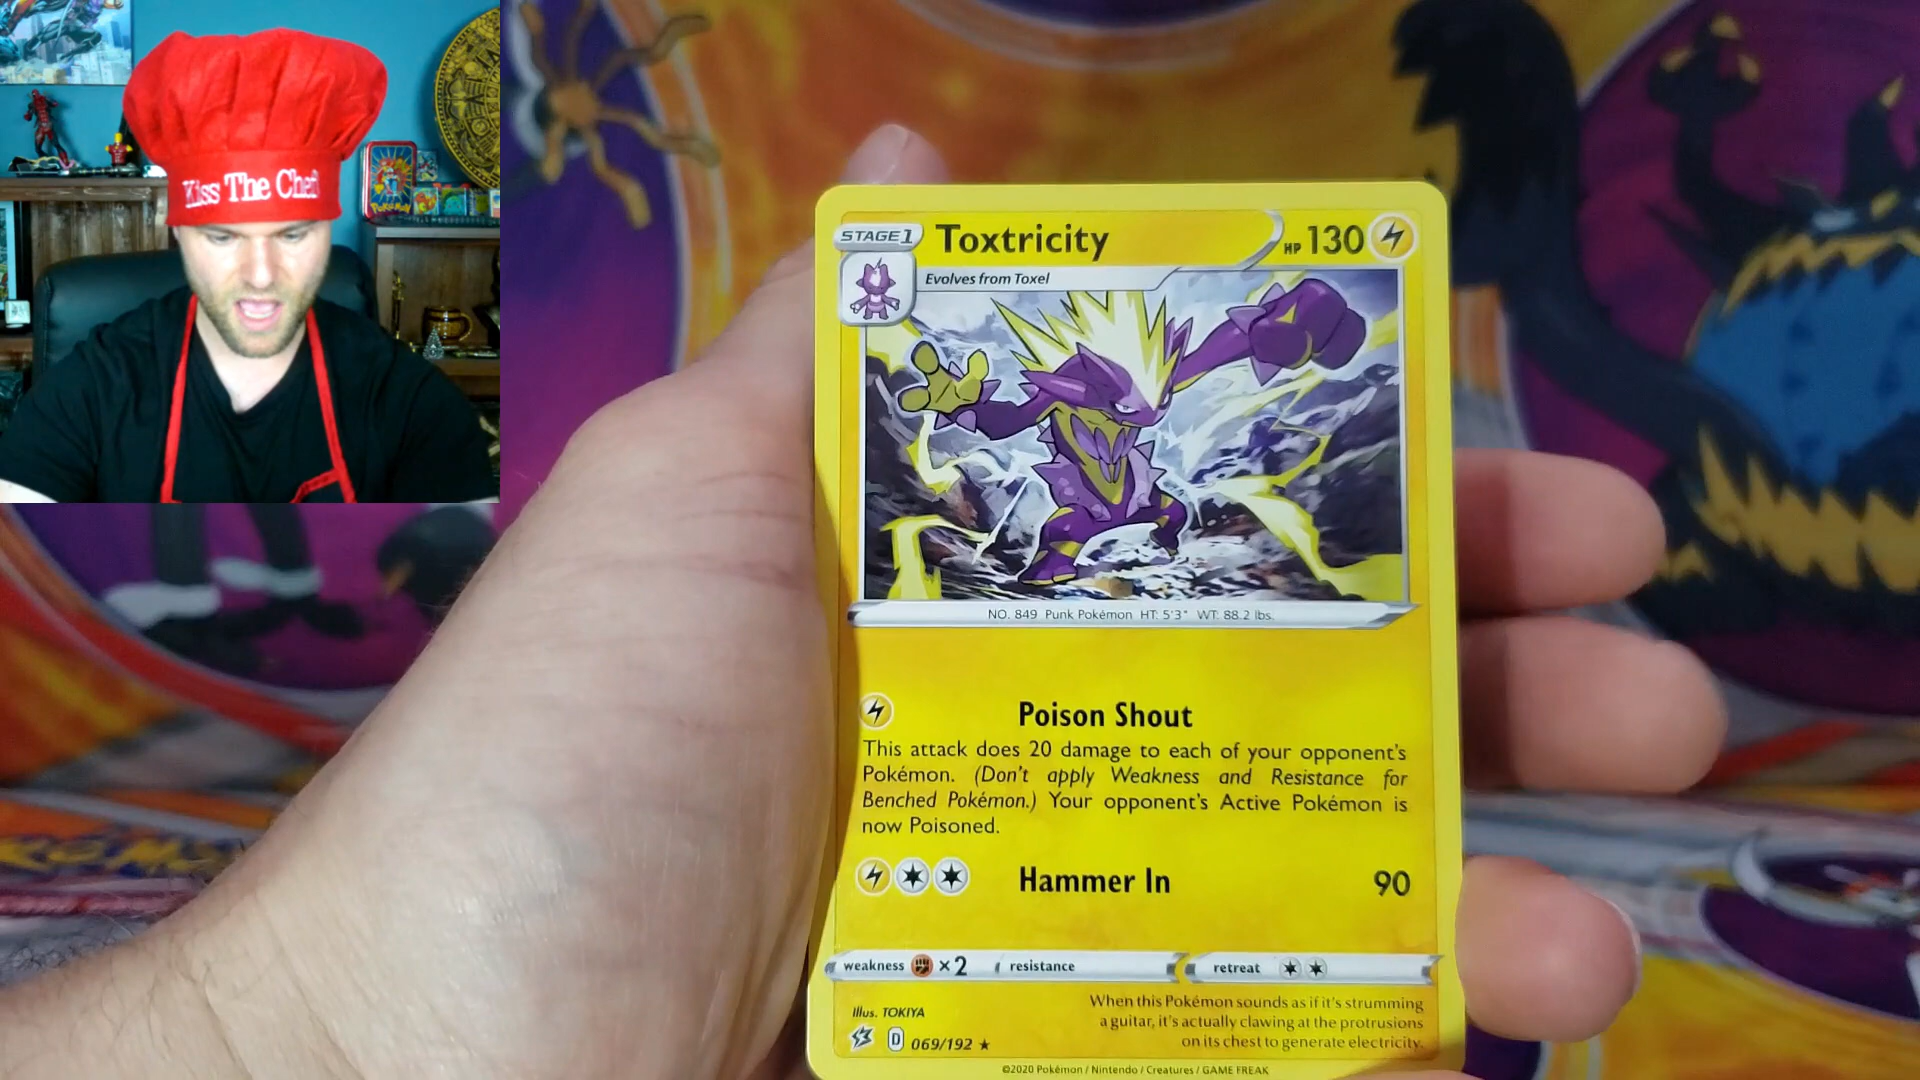 Kiss The Chef
POKéMON
STAGE 1 Toxtricity HP 130
Evolves from Toxel
NO. 849 Punk Pokémon HT: 5'3" WT: 88.2 lbs.
Poison Shout
This attack does 20 damage to each of your opponent's
Pokémon. (Don't apply Weakness and Resistance for
Benched Pokémon.) Your opponent's Active Pokémon is
now Poisoned.
Hammer In 90
weakness ×2 resistance retreat
Illus. TOKIYA
When this Pokémon sounds as if it's strumming
a guitar, it's actually clawing at the protrusions
on its chest to generate electricity.
D 069/192 ★
©2020 Pokémon / Nintendo / Creatures / GAME FREAK